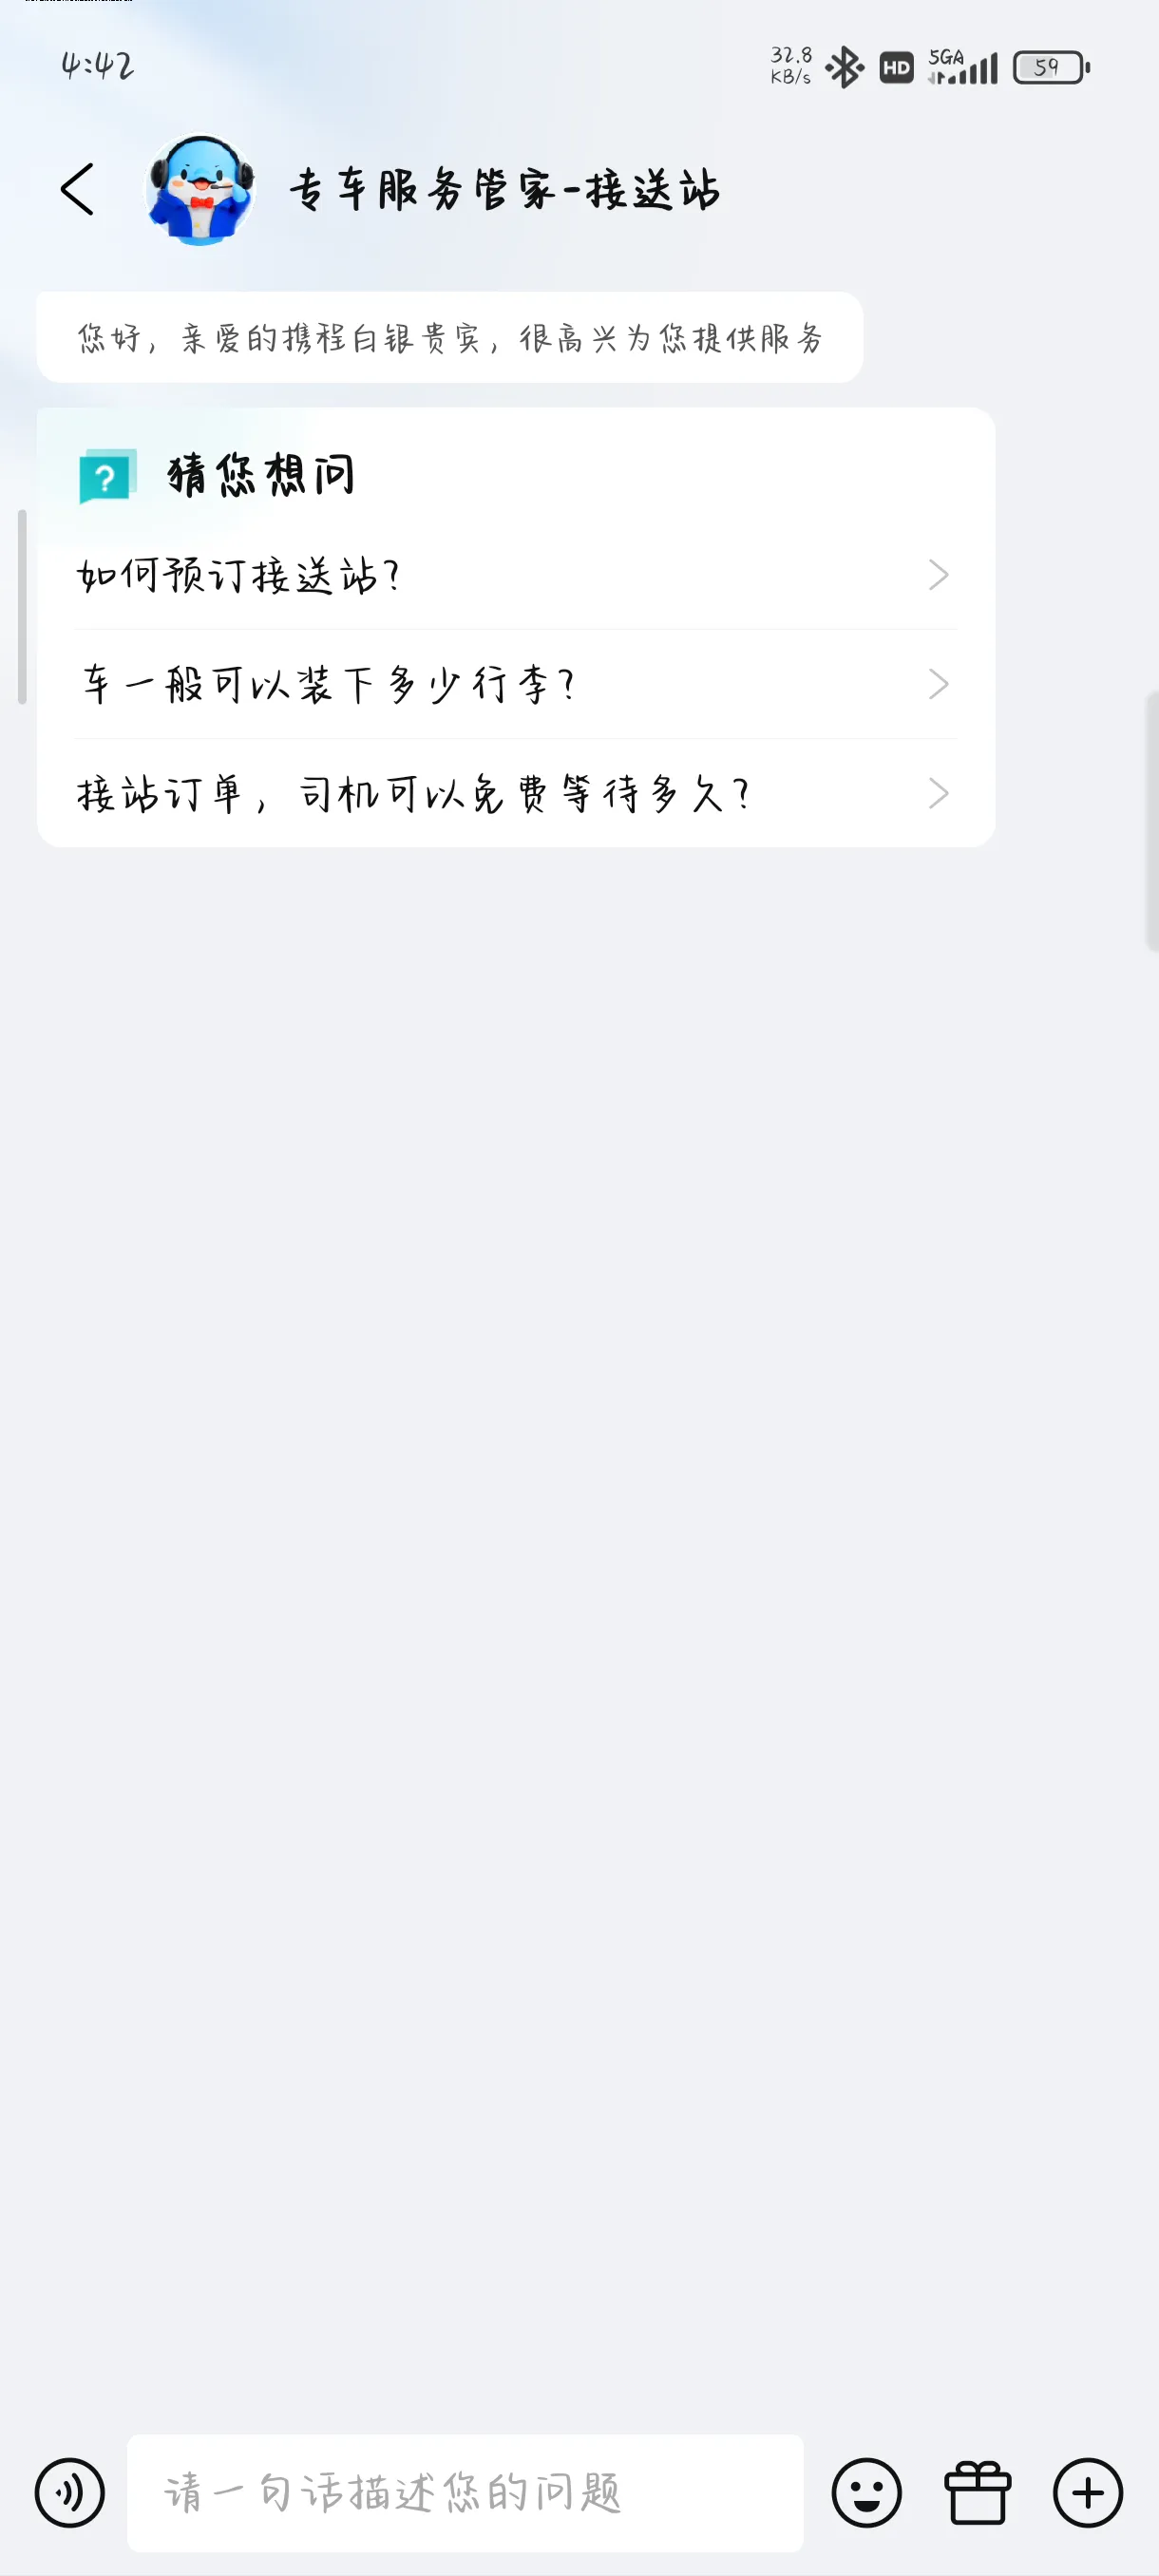 4:42
32.8
KB/s
HD
5GA
59
专车服务管家-接送站
您好，亲爱的携程白银贵宾，很高兴为您提供服务
?
猜您想问
如何预订接送站?
车一般可以装下多少行李?
接站订单，司机可以免费等待多久?
请一句话描述您的问题